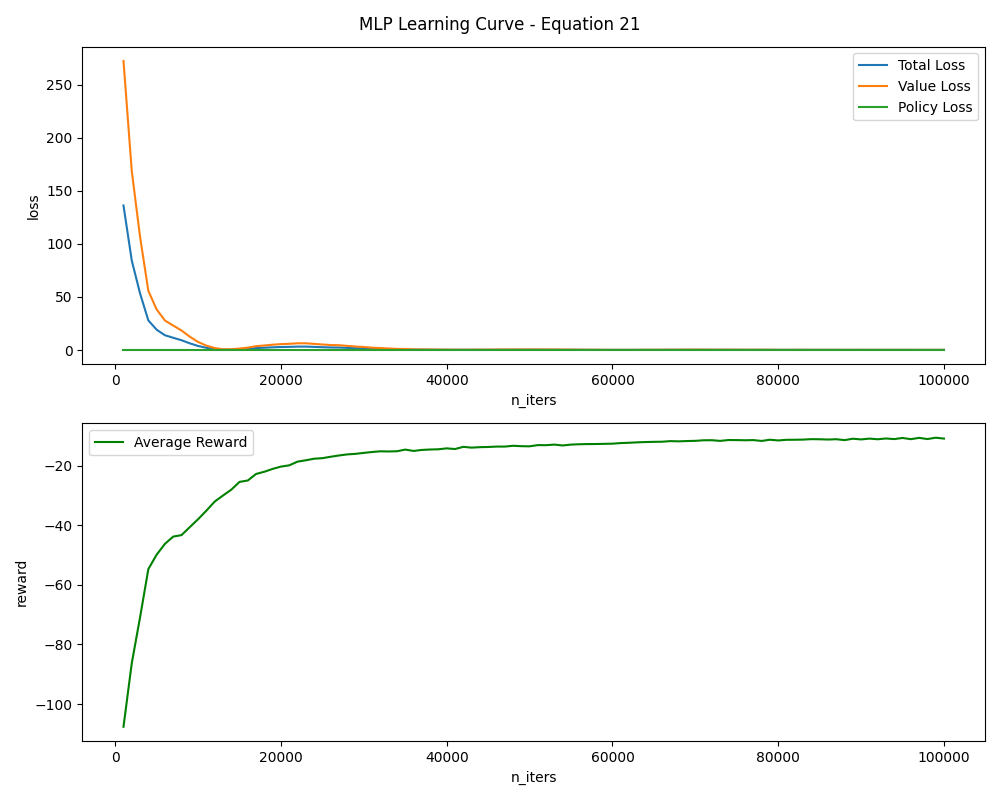 MLP Learning Curve - Equation 21
Total Loss
Value Loss
Policy Loss
250
200
150
100
50
0
loss
0 20000 40000 60000 80000 100000
n_iters
Average Reward
−20
−40
−60
−80
−100
reward
0 20000 40000 60000 80000 100000
n_iters